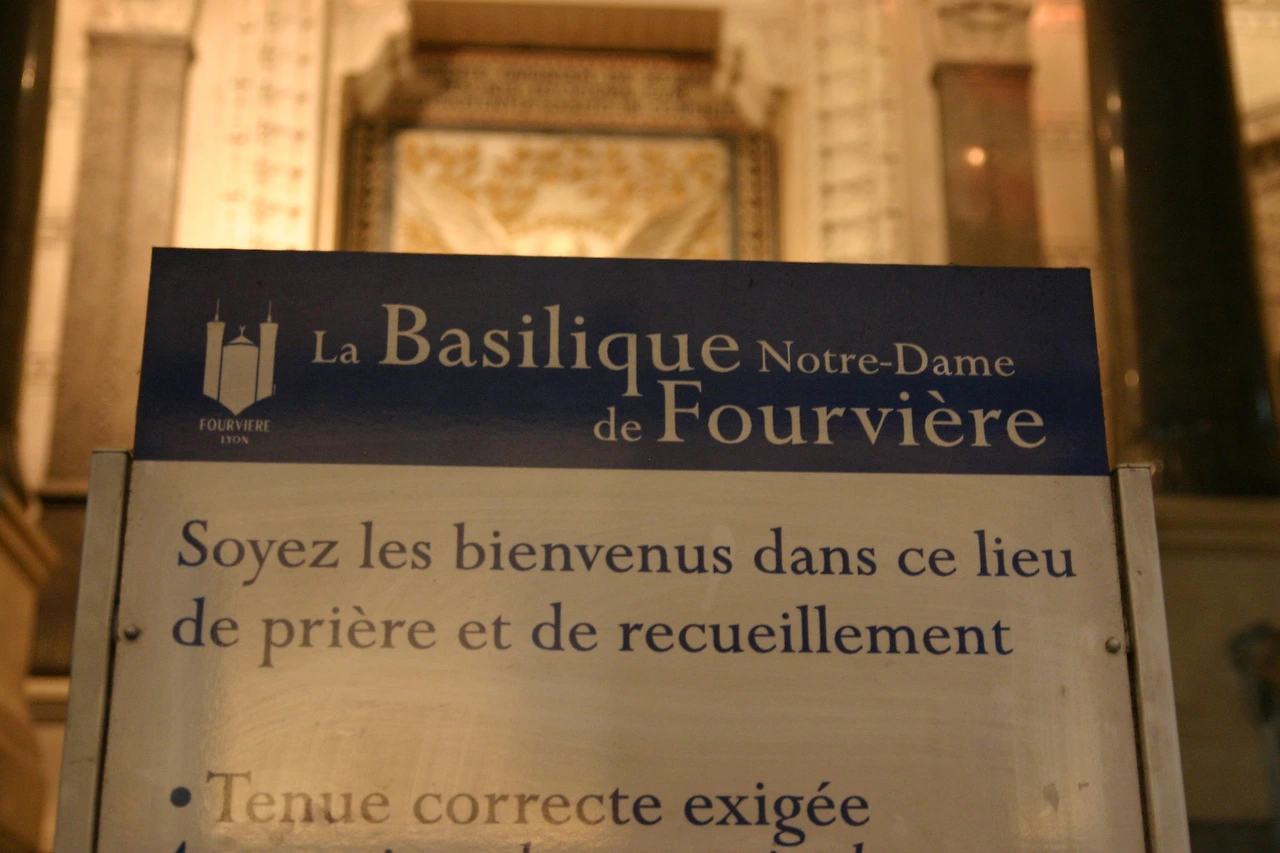 La Basilique Notre-Dame
de Fourvière
FOURVIERE
LYON
Soyez les bienvenus dans ce lieu
de prière et de recueillement
• Tenue correcte exigée